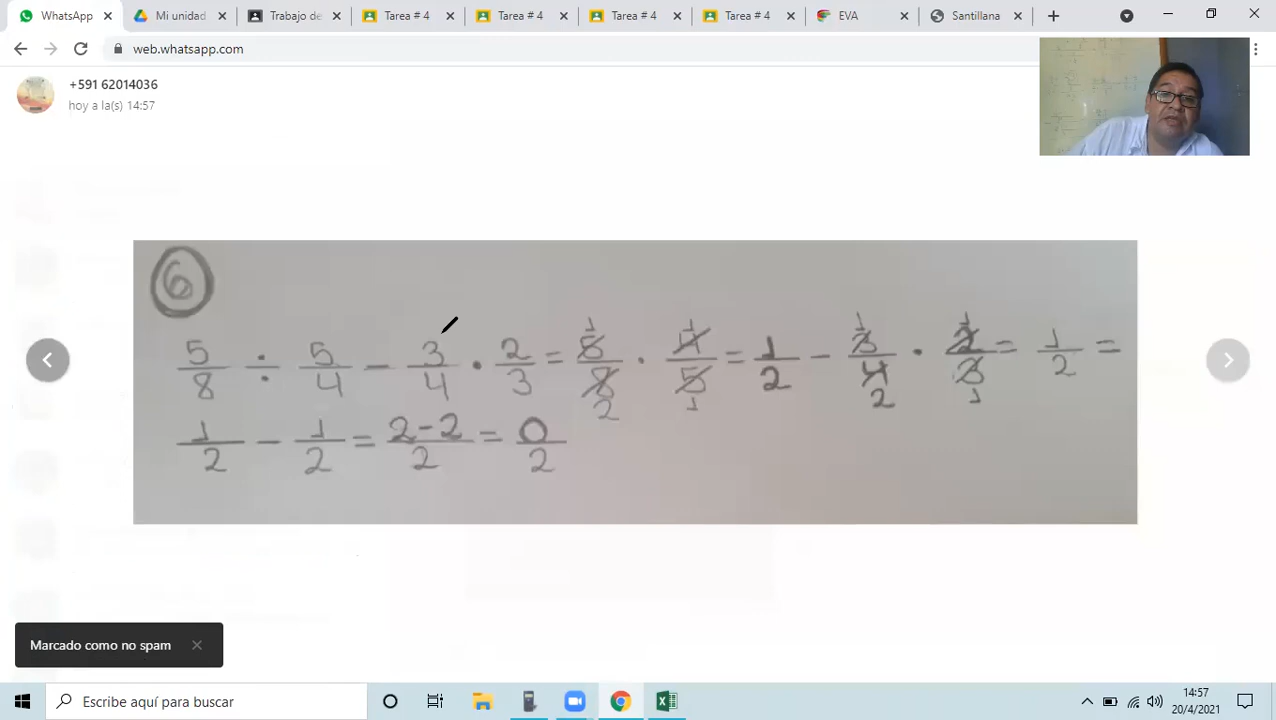 WhatsApp
Mi unidad
Trabajo de
Tarea # 4
Tarea # 4
Tarea # 4
Tarea # 4
EVA
Santillana
web.whatsapp.com
+591 62014036
hoy a la(s) 14:57
6
5/8 ÷ 5/4 − 3/4 · 2/3 = 5/8 · 4/5 = 1/2 − 3/4 · 2/3 = 1/2 =
1/2 − 1/2 = 2-2/2 = 0/2
Marcado como no spam
Escribe aquí para buscar
14:57
20/4/2021